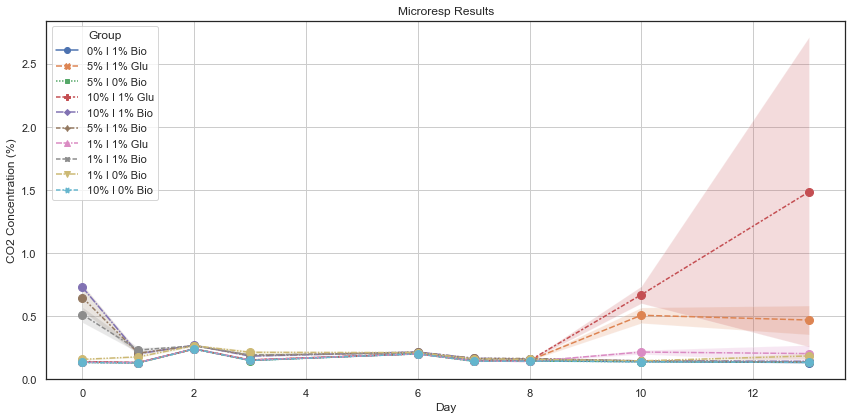 Microresp Results
Group
0% I 1% Bio
5% I 1% Glu
5% I 0% Bio
10% I 1% Glu
10% I 1% Bio
5% I 1% Bio
1% I 1% Glu
1% I 1% Bio
1% I 0% Bio
10% I 0% Bio
CO2 Concentration (%)
2.5
2.0
1.5
1.0
0.5
0.0
0 2 4 6 8 10 12
Day